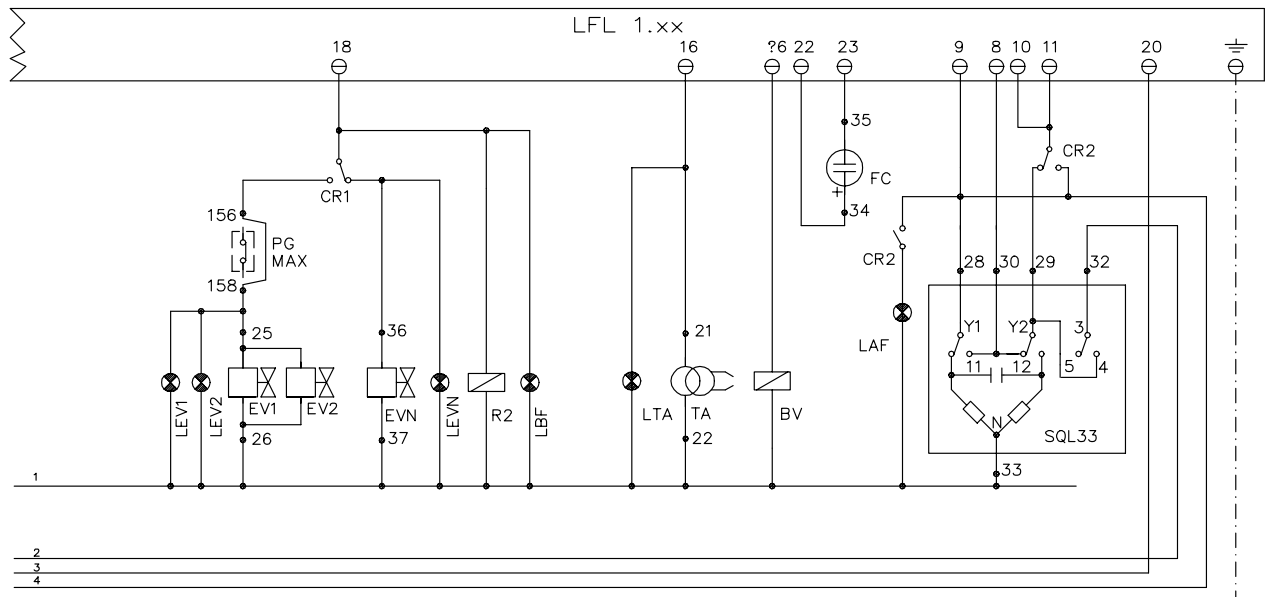 LFL 1.xx
18 16 ?6 22 23 9 8 10 11 20
35
CR2
FC
+
34
CR1
156
PG
MAX
158
CR2
28 30 29 32
25
36
21
LAF
Y1 Y2 3
11 12 5 4
LEV1 LEV2 EV1 EV2 EVN LEVN R2 LBF LTA TA BV
N
SQL33
26 37 22
33
1
2
3
4